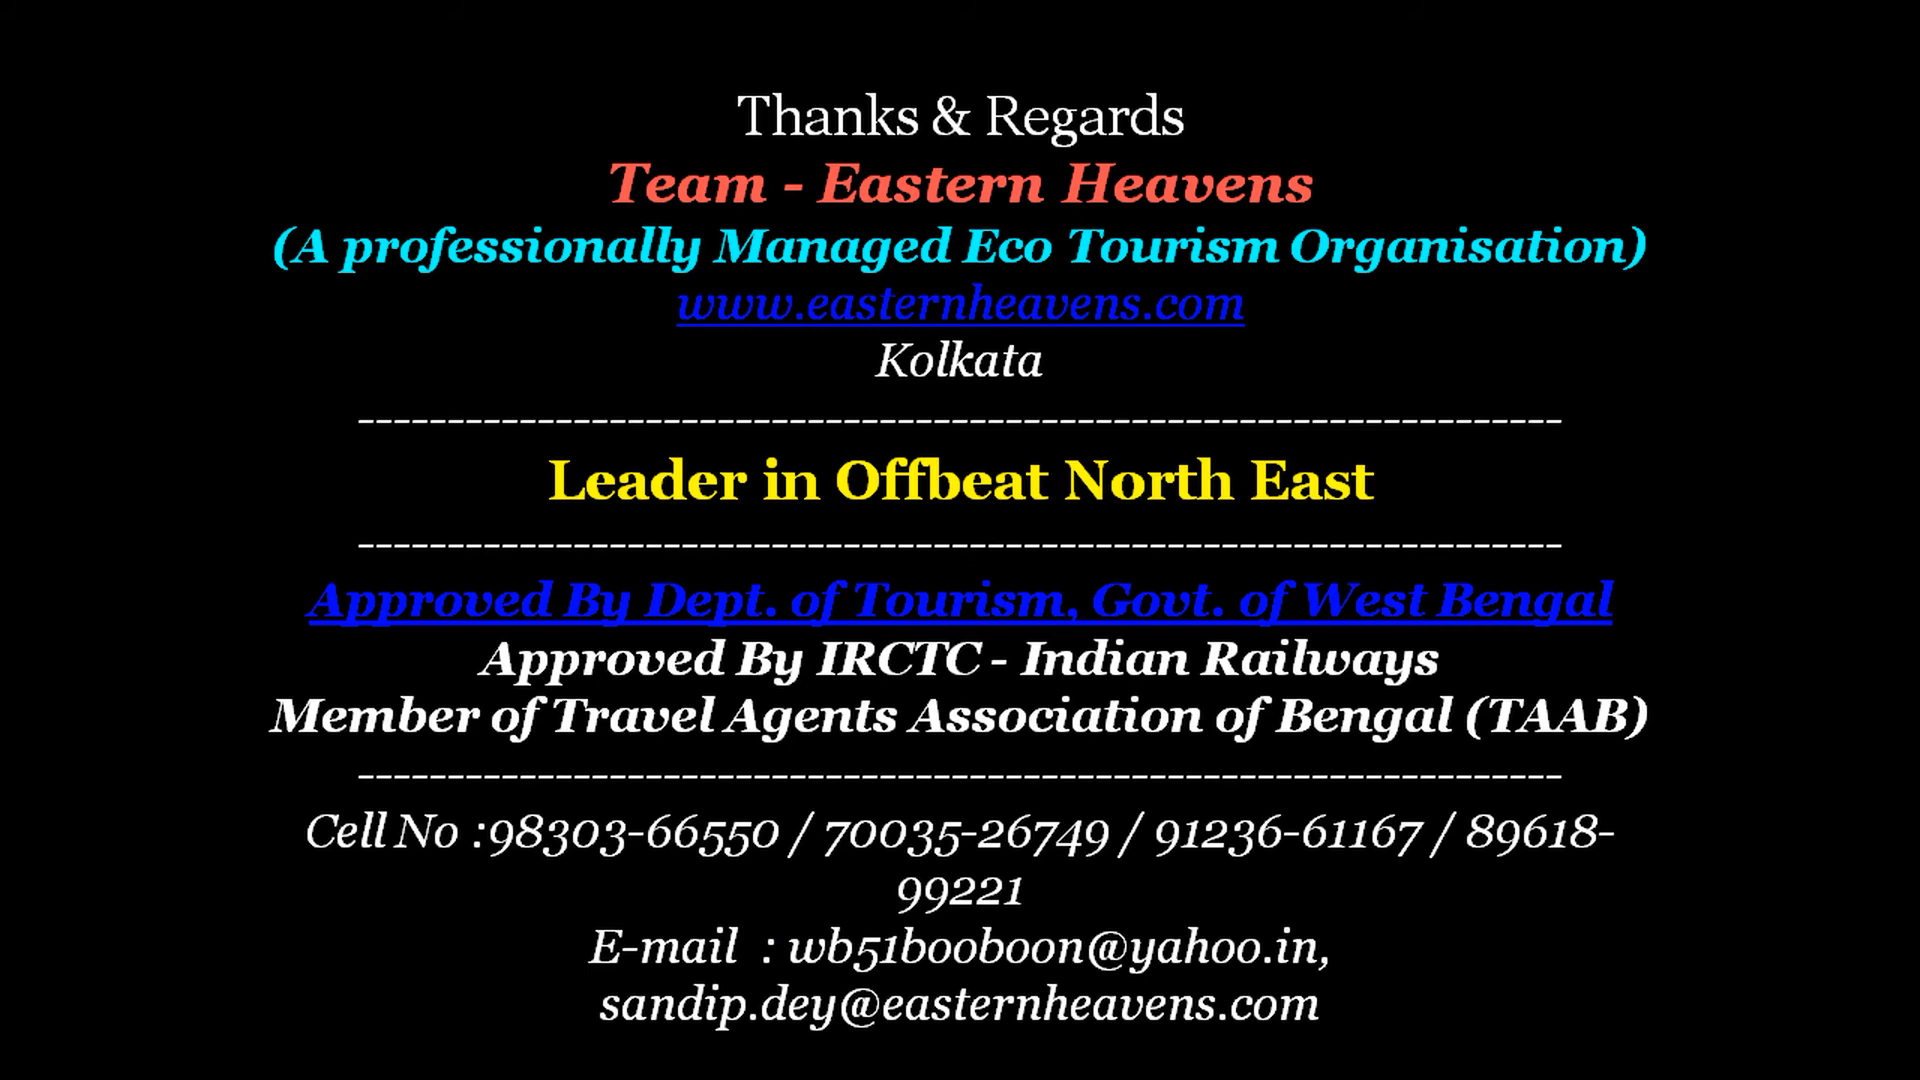 Thanks & Regards
Team - Eastern Heavens
(A professionally Managed Eco Tourism Organisation)
www.easternheavens.com
Kolkata
-------------------------------------------------------------------
Leader in Offbeat North East
-------------------------------------------------------------------
Approved By Dept. of Tourism, Govt. of West Bengal
Approved By IRCTC - Indian Railways
Member of Travel Agents Association of Bengal (TAAB)
-------------------------------------------------------------------
Cell No :98303-66550 / 70035-26749 / 91236-61167 / 89618-
99221
E-mail  : wb51booboon@yahoo.in,
sandip.dey@easternheavens.com